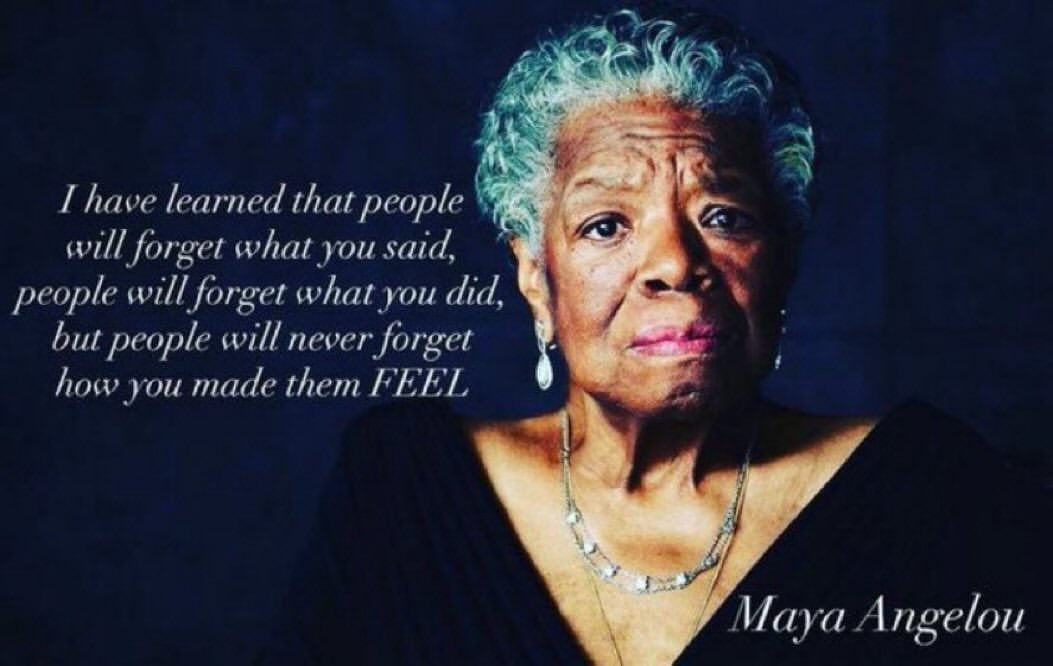 I have learned that people
will forget what you said,
people will forget what you did,
but people will never forget
how you made them FEEL
Maya Angelou